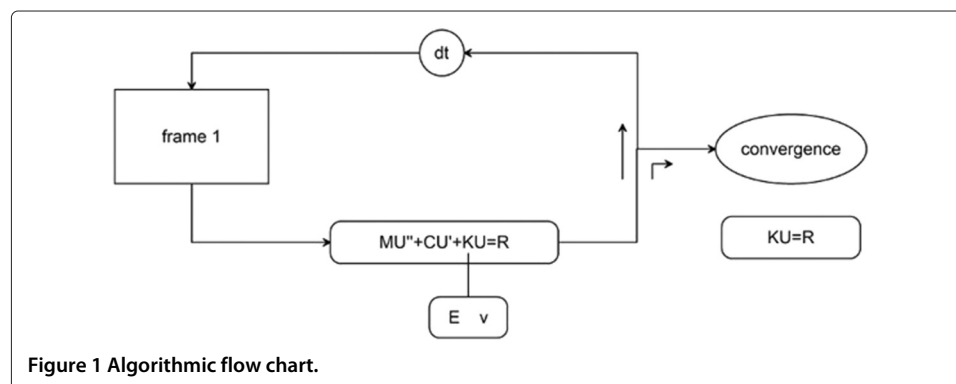 dt
frame 1
convergence
MU"+CU'+KU=R
KU=R
E v
Figure 1 Algorithmic flow chart.